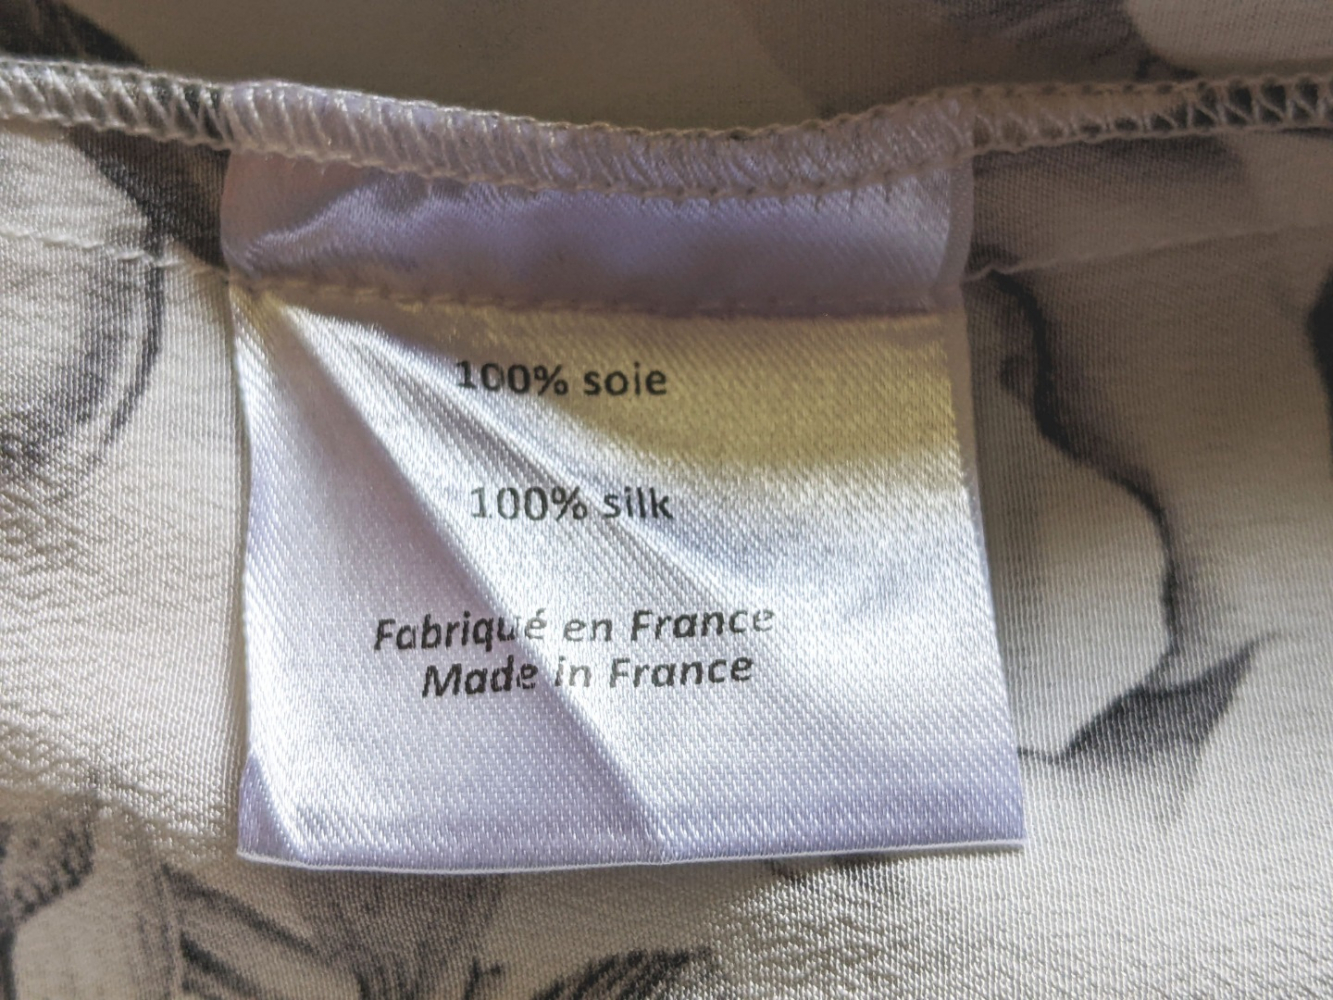 100% soie
100% silk
Fabriqué en France
Made in France